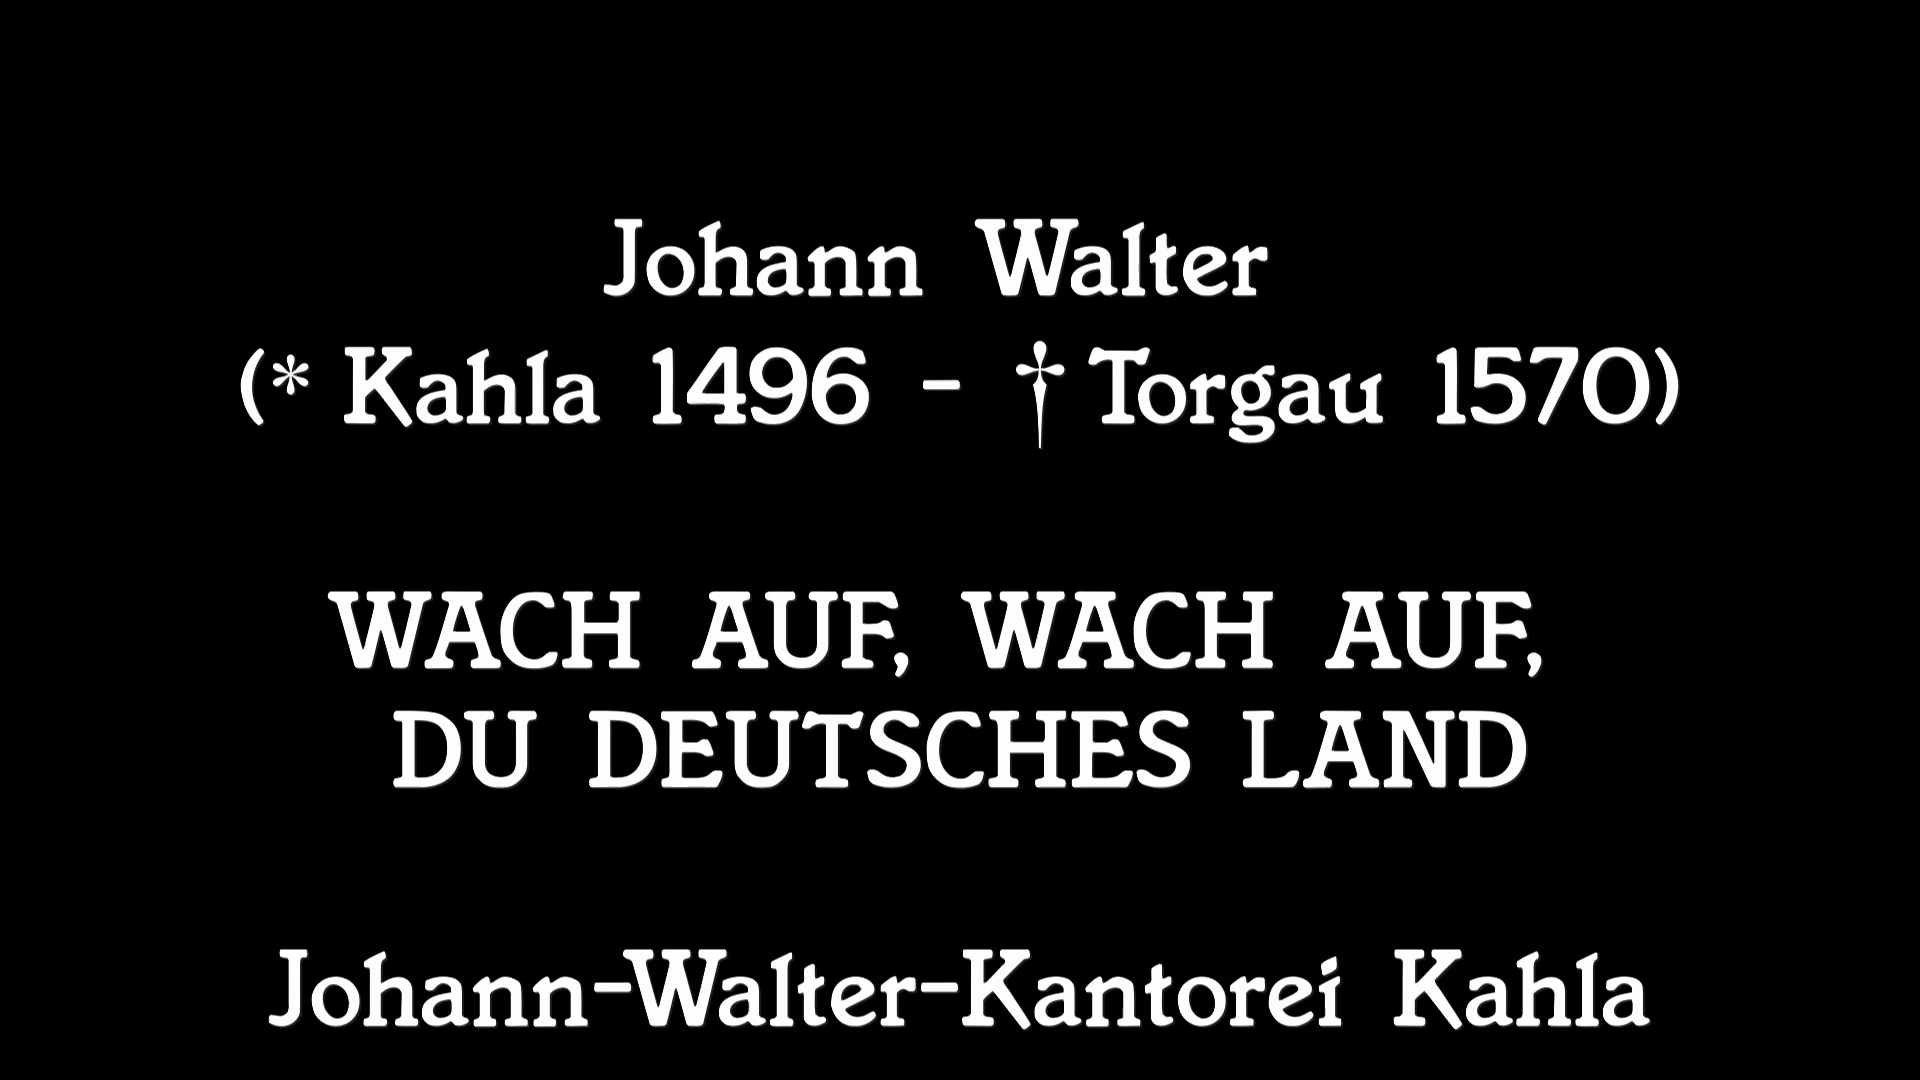 Johann Walter
(* Kahla 1496 - † Torgau 1570)
WACH AUF, WACH AUF,
DU DEUTSCHES LAND
Johann-Walter-Kantorei Kahla